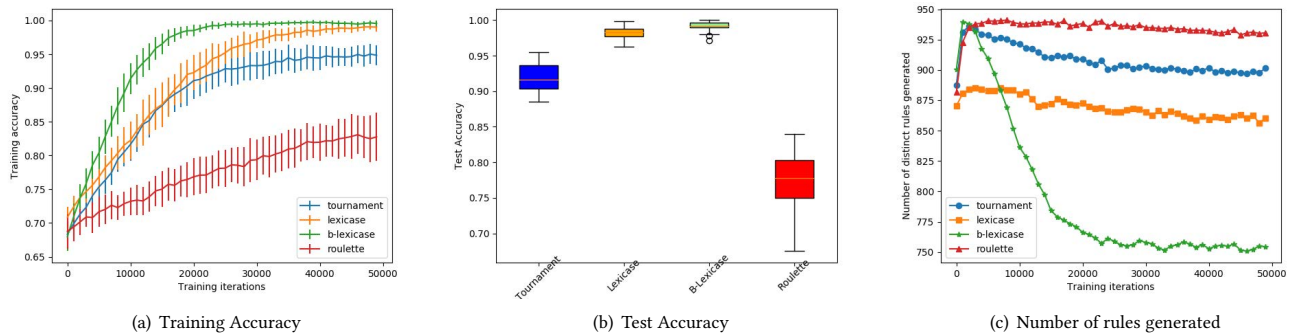 1.00
0.95
0.90
0.85
0.80
0.75
0.70
0.65
Training accuracy
0 10000 20000 30000 40000 50000
Training iterations
tournament
lexicase
b-lexicase
roulette
(a) Training Accuracy
1.00
0.95
0.90
0.85
0.80
0.75
0.70
Test Accuracy
Tournament
Lexicase
B-Lexicase
Roulette
(b) Test Accuracy
950
925
900
875
850
825
800
775
750
Number of distinct rules generated
0 10000 20000 30000 40000 50000
Training iterations
tournament
lexicase
b-lexicase
roulette
(c) Number of rules generated